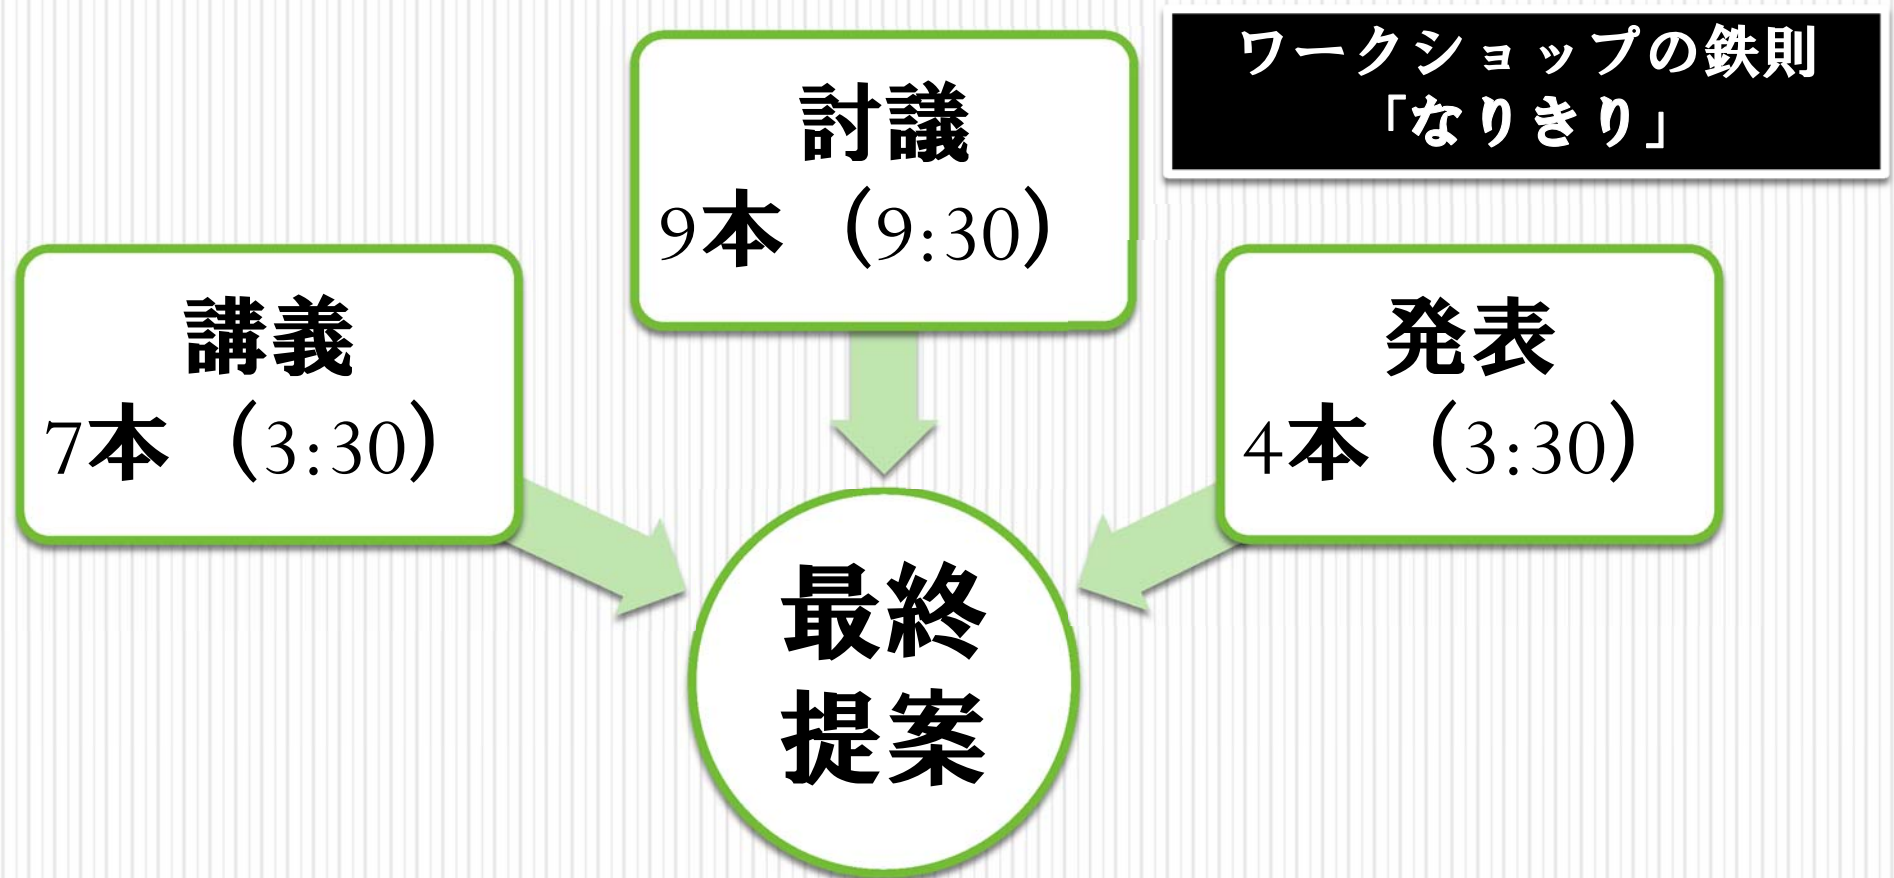 ワークショップの鉄則
「なりきり」
討議
9本（9:30）
講義
7本（3:30）
発表
4本（3:30）
最終
提案